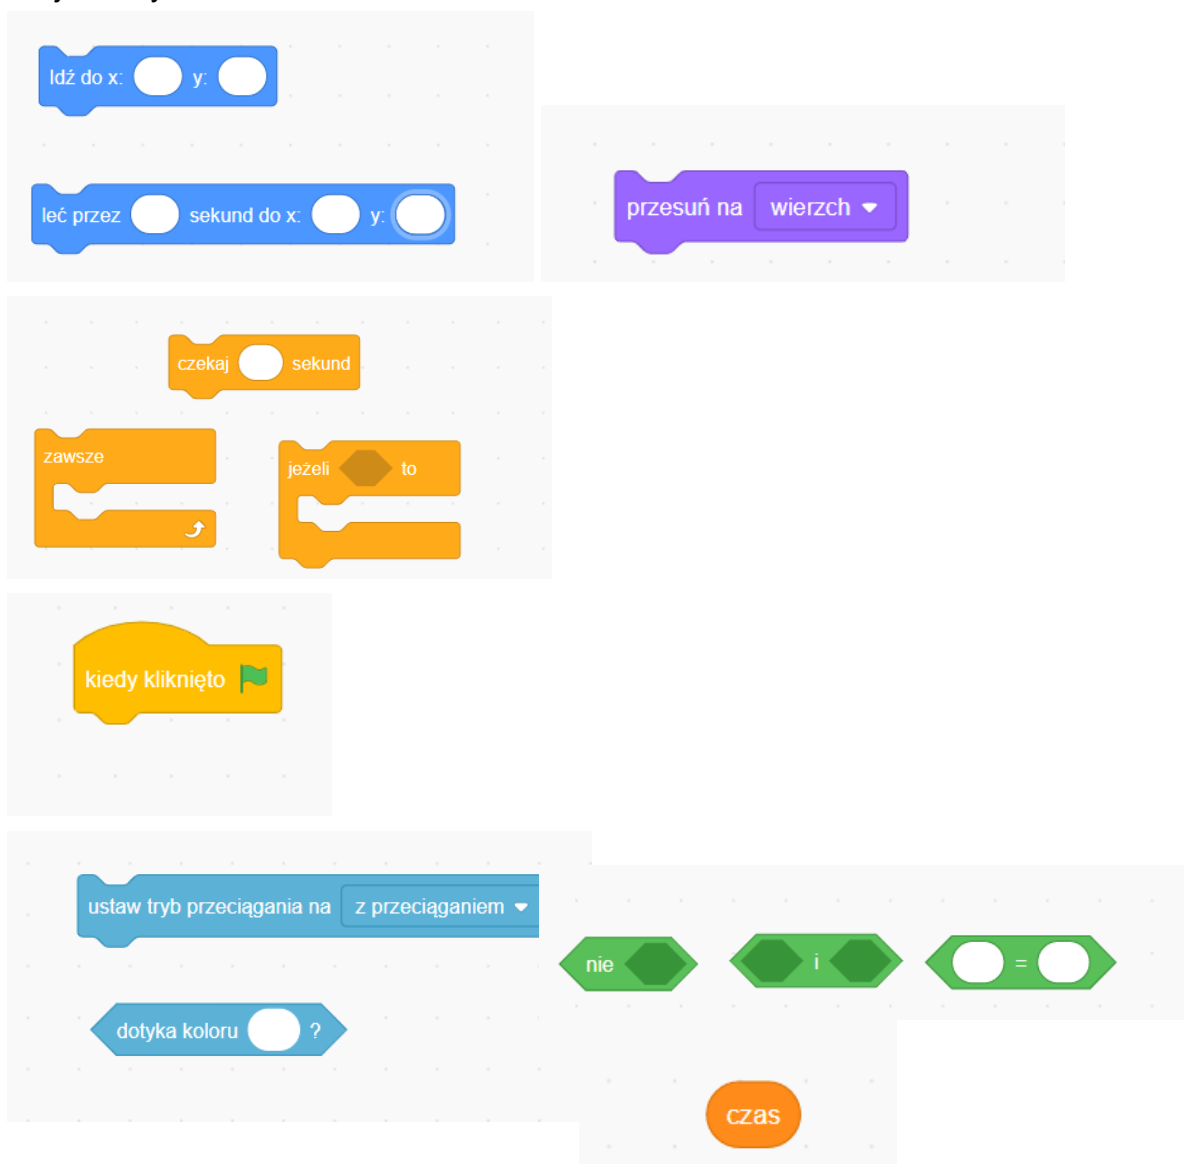 Idź do x: y:
leć przez sekund do x: y:
przesuń na wierzch
czekaj sekund
zawsze
jeżeli to
kiedy kliknięto
ustaw tryb przeciągania na z przeciąganiem
nie
i
=
dotyka koloru ?
czas